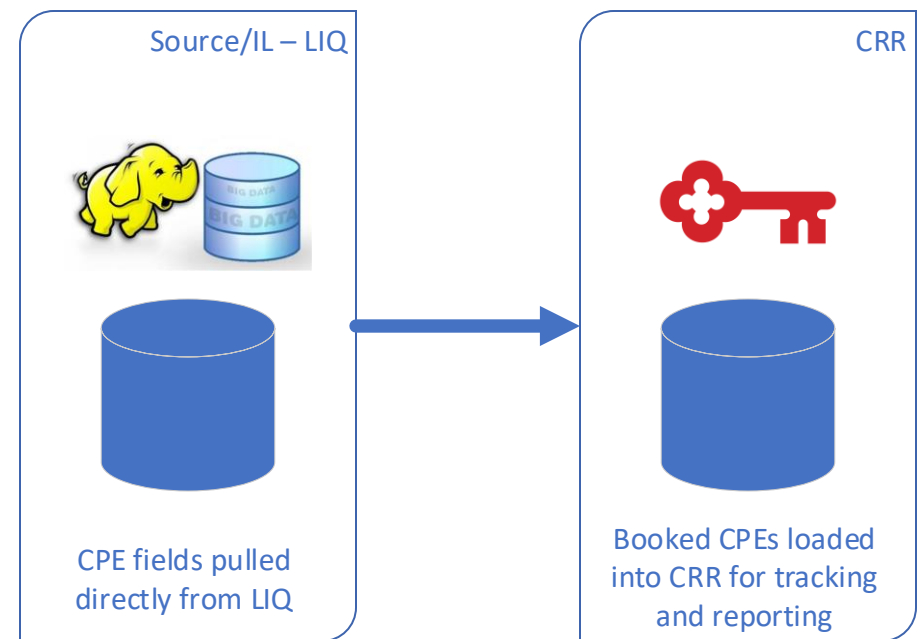 Source/IL – LIQ
BIG DATA
BIG DATA
CPE fields pulled
directly from LIQ
CRR
Booked CPEs loaded
into CRR for tracking
and reporting